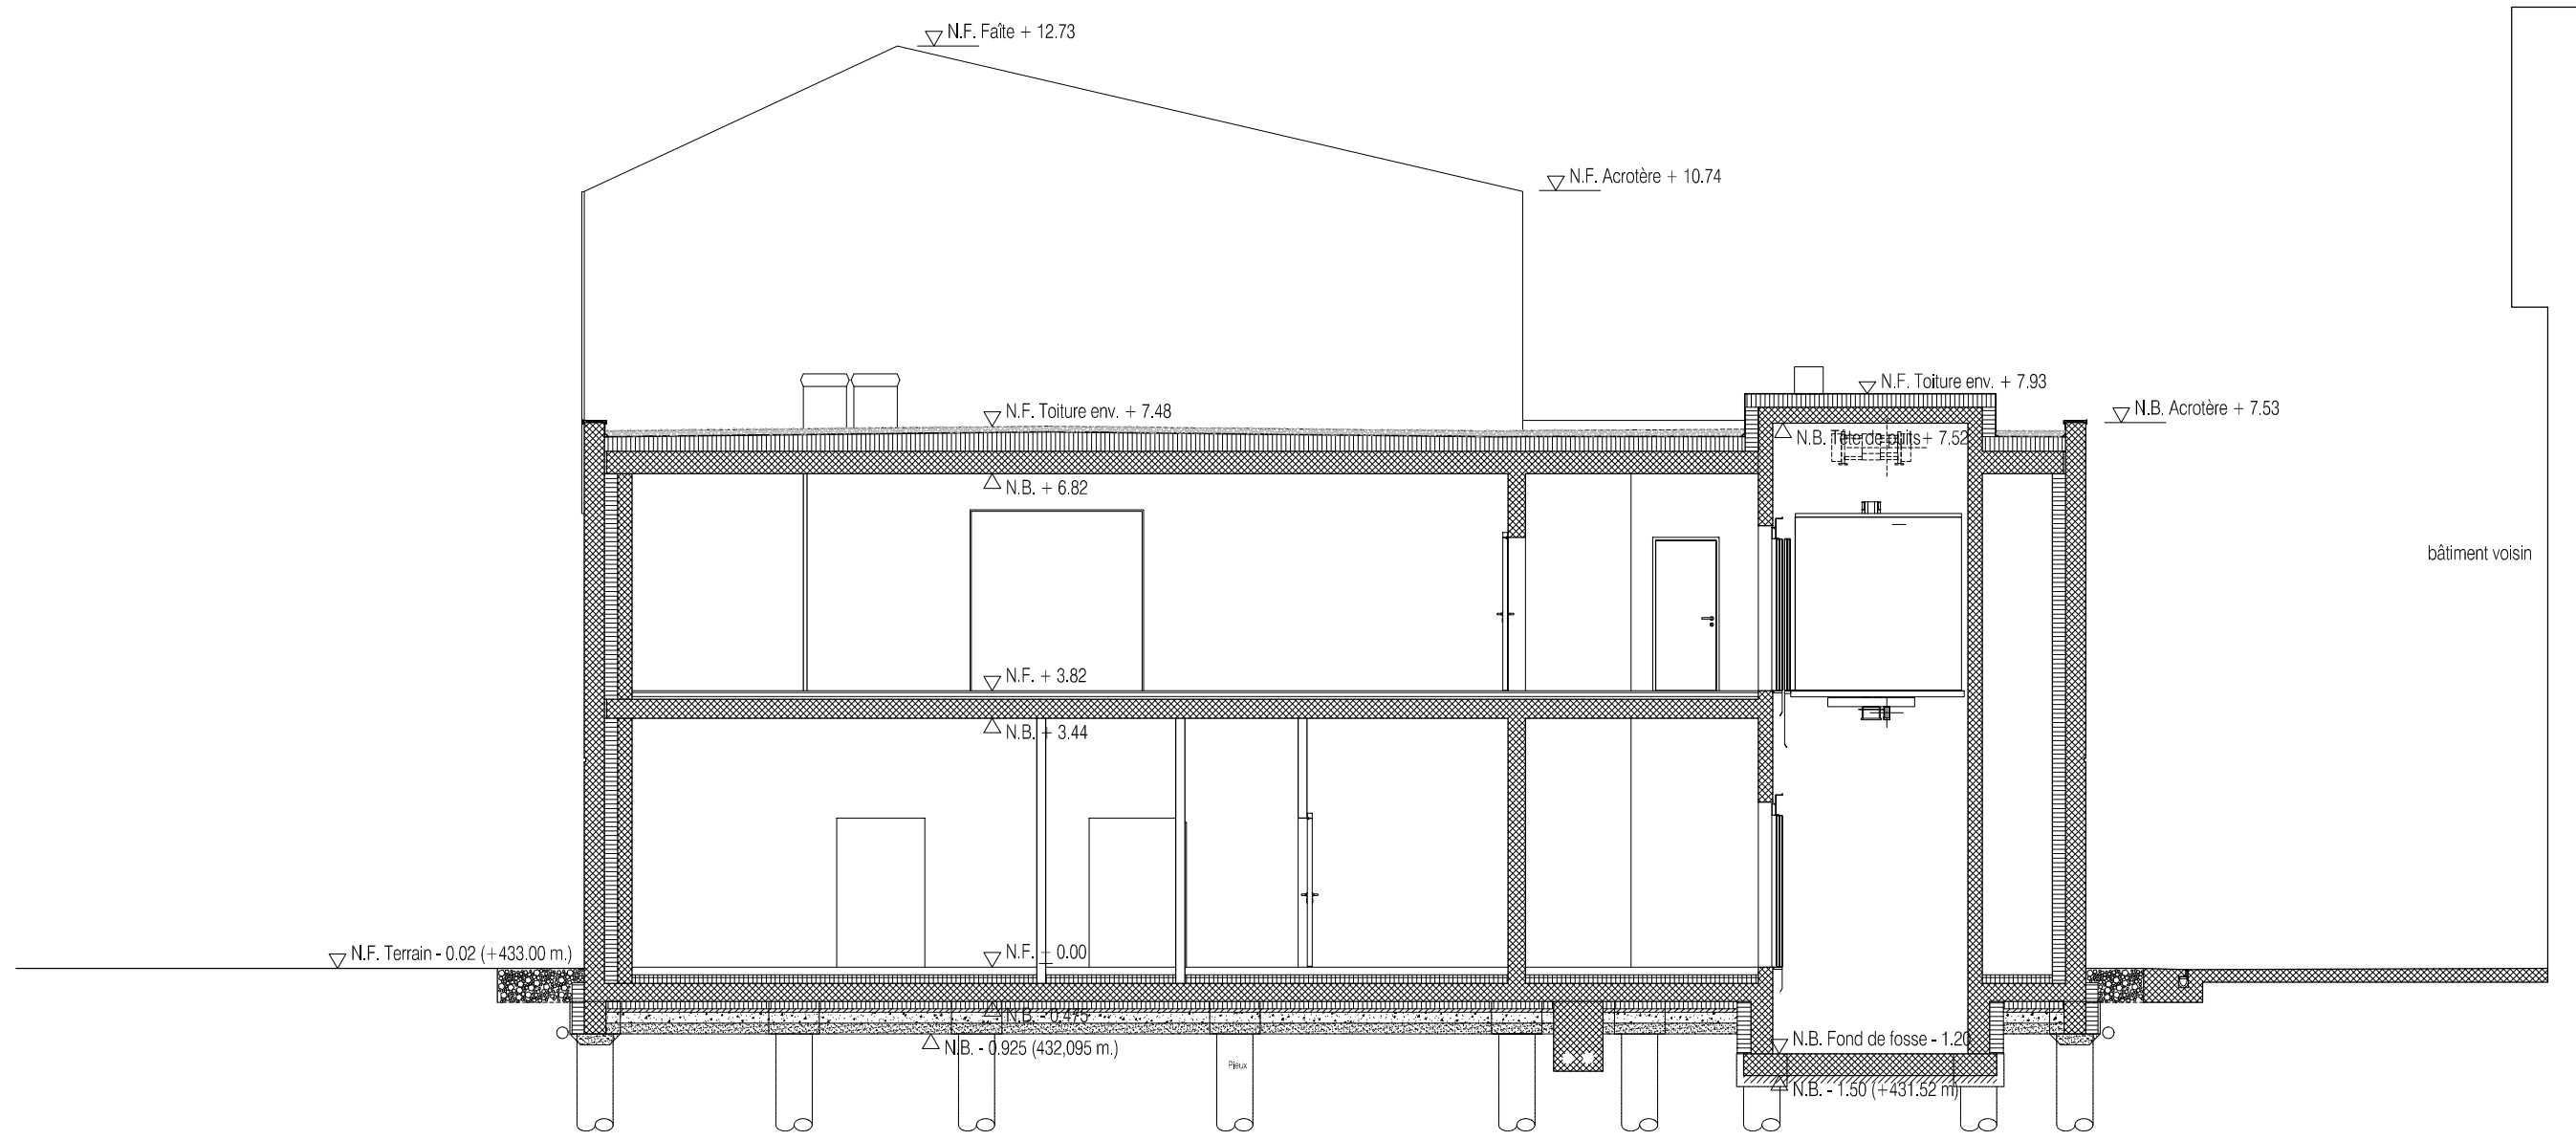 N.F. Faîte + 12.73
N.F. Acrotère + 10.74
N.F. Toiture env. + 7.93
N.F. Toiture env. + 7.48
N.B. Acrotère + 7.53
N.B. Tête de puits + 7.52
N.B. + 6.82
bâtiment voisin
N.F. + 3.82
N.B. + 3.44
N.F. Terrain - 0.02 (+433.00 m.)
N.F. + 0.00
N.B. - 0.475
N.B. - 0.925 (432,095 m.)
N.B. Fond de fosse - 1.20
Pieux
N.B. - 1.50 (+431.52 m)